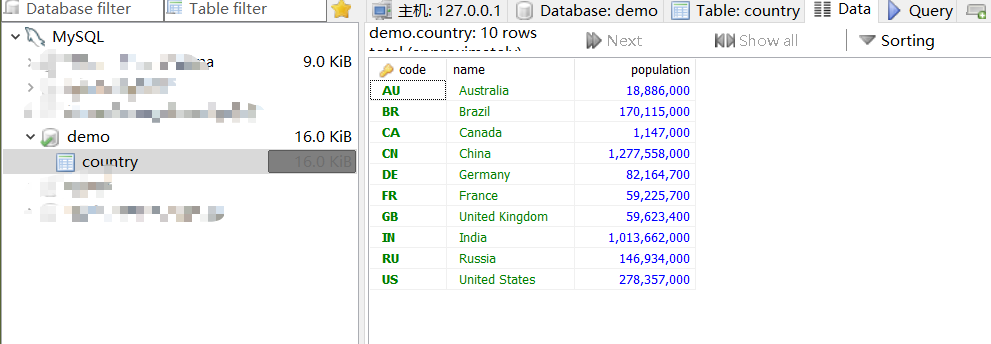 Database filter
Table filter
MySQL
9.0 KiB
demo
16.0 KiB
country
16.0 KiB
主机: 127.0.0.1
Database: demo
Table: country
Data
Query
demo.country: 10 rows
total (approximately)
Next
Show all
Sorting
code name population
AU Australia 18,886,000
BR Brazil 170,115,000
CA Canada 1,147,000
CN China 1,277,558,000
DE Germany 82,164,700
FR France 59,225,700
GB United Kingdom 59,623,400
IN India 1,013,662,000
RU Russia 146,934,000
US United States 278,357,000